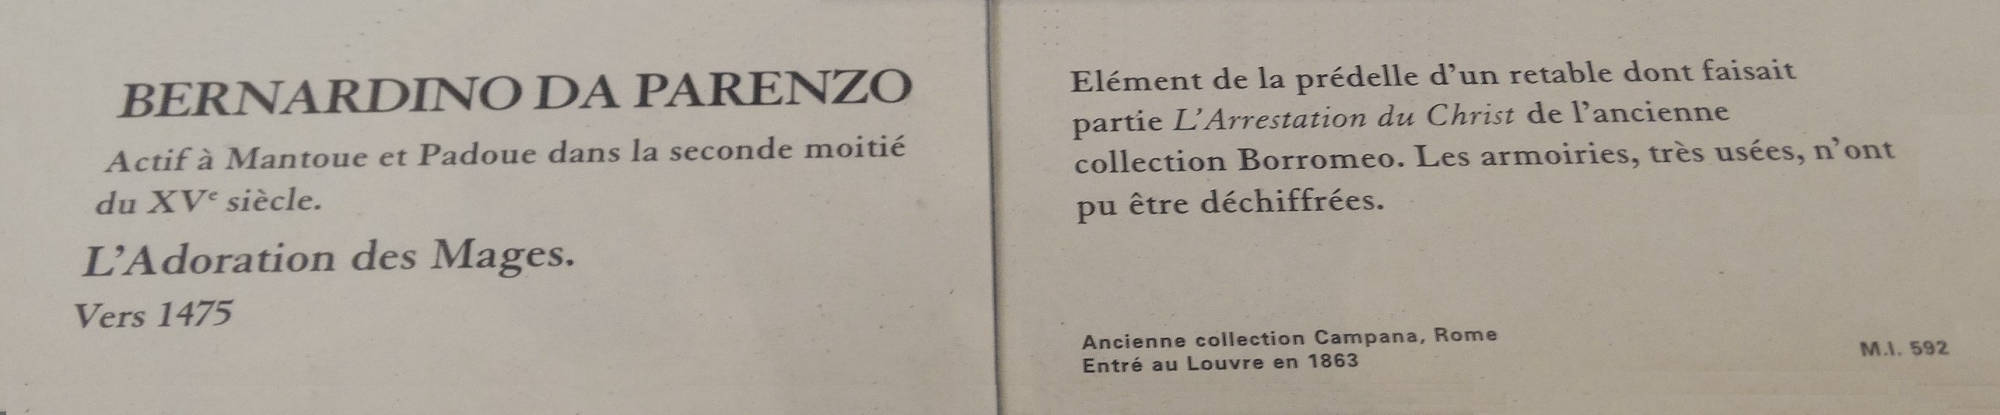 BERNARDINO DA PARENZO
Actif à Mantoue et Padoue dans la seconde moitié
du XVe siècle.
L'Adoration des Mages.
Vers 1475
Elément de la prédelle d'un retable dont faisait
partie L'Arrestation du Christ de l'ancienne
collection Borromeo. Les armoiries, très usées, n'ont
pu être déchiffrées.
Ancienne collection Campana, Rome
Entré au Louvre en 1863
M.I. 592